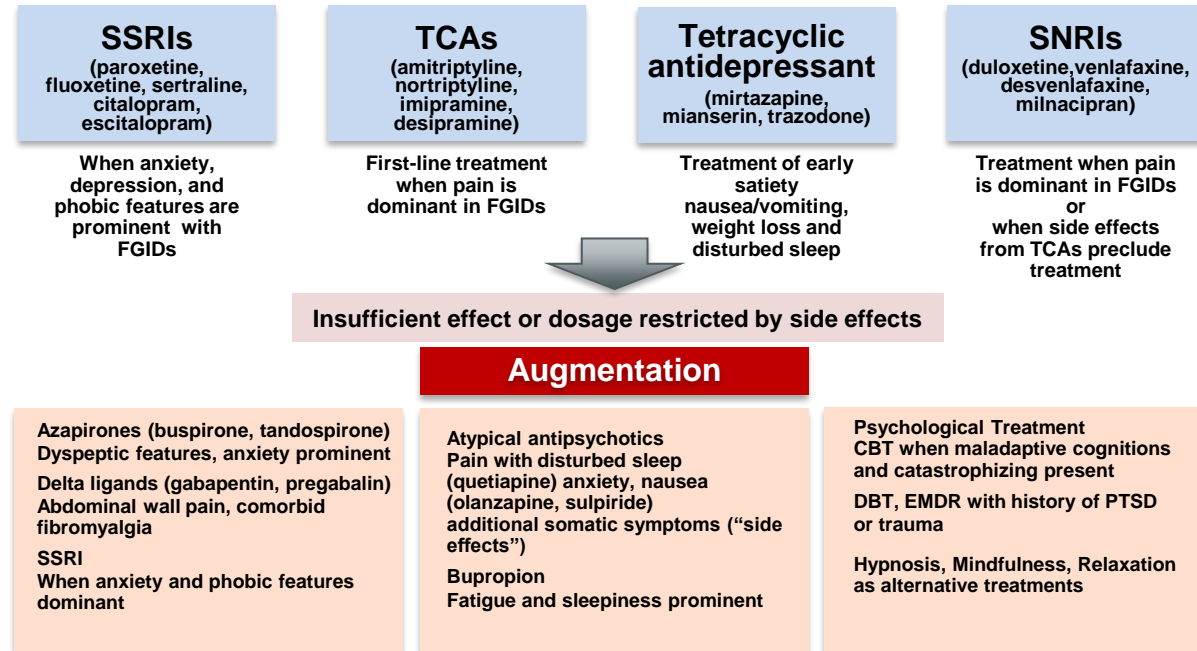 SSRIs
(paroxetine,
fluoxetine, sertraline,
citalopram,
escitalopram)
When anxiety,
depression, and
phobic features are
prominent with
FGIDs
TCAs
(amitriptyline,
nortriptyline,
imipramine,
desipramine)
First-line treatment
when pain is
dominant in FGIDs
Tetracyclic
antidepressant
(mirtazapine,
mianserin, trazodone)
Treatment of early
satiety
nausea/vomiting,
weight loss and
disturbed sleep
SNRIs
(duloxetine,venlafaxine,
desvenlafaxine,
milnacipran)
Treatment when pain
is dominant in FGIDs
or
when side effects
from TCAs preclude
treatment
Insufficient effect or dosage restricted by side effects
Augmentation
Azapirones (buspirone, tandospirone)
Dyspeptic features, anxiety prominent
Delta ligands (gabapentin, pregabalin)
Abdominal wall pain, comorbid
fibromyalgia
SSRI
When anxiety and phobic features
dominant
Atypical antipsychotics
Pain with disturbed sleep
(quetiapine) anxiety, nausea
(olanzapine, sulpiride)
additional somatic symptoms (“side
effects”)
Bupropion
Fatigue and sleepiness prominent
Psychological Treatment
CBT when maladaptive cognitions
and catastrophizing present
DBT, EMDR with history of PTSD
or trauma
Hypnosis, Mindfulness, Relaxation
as alternative treatments